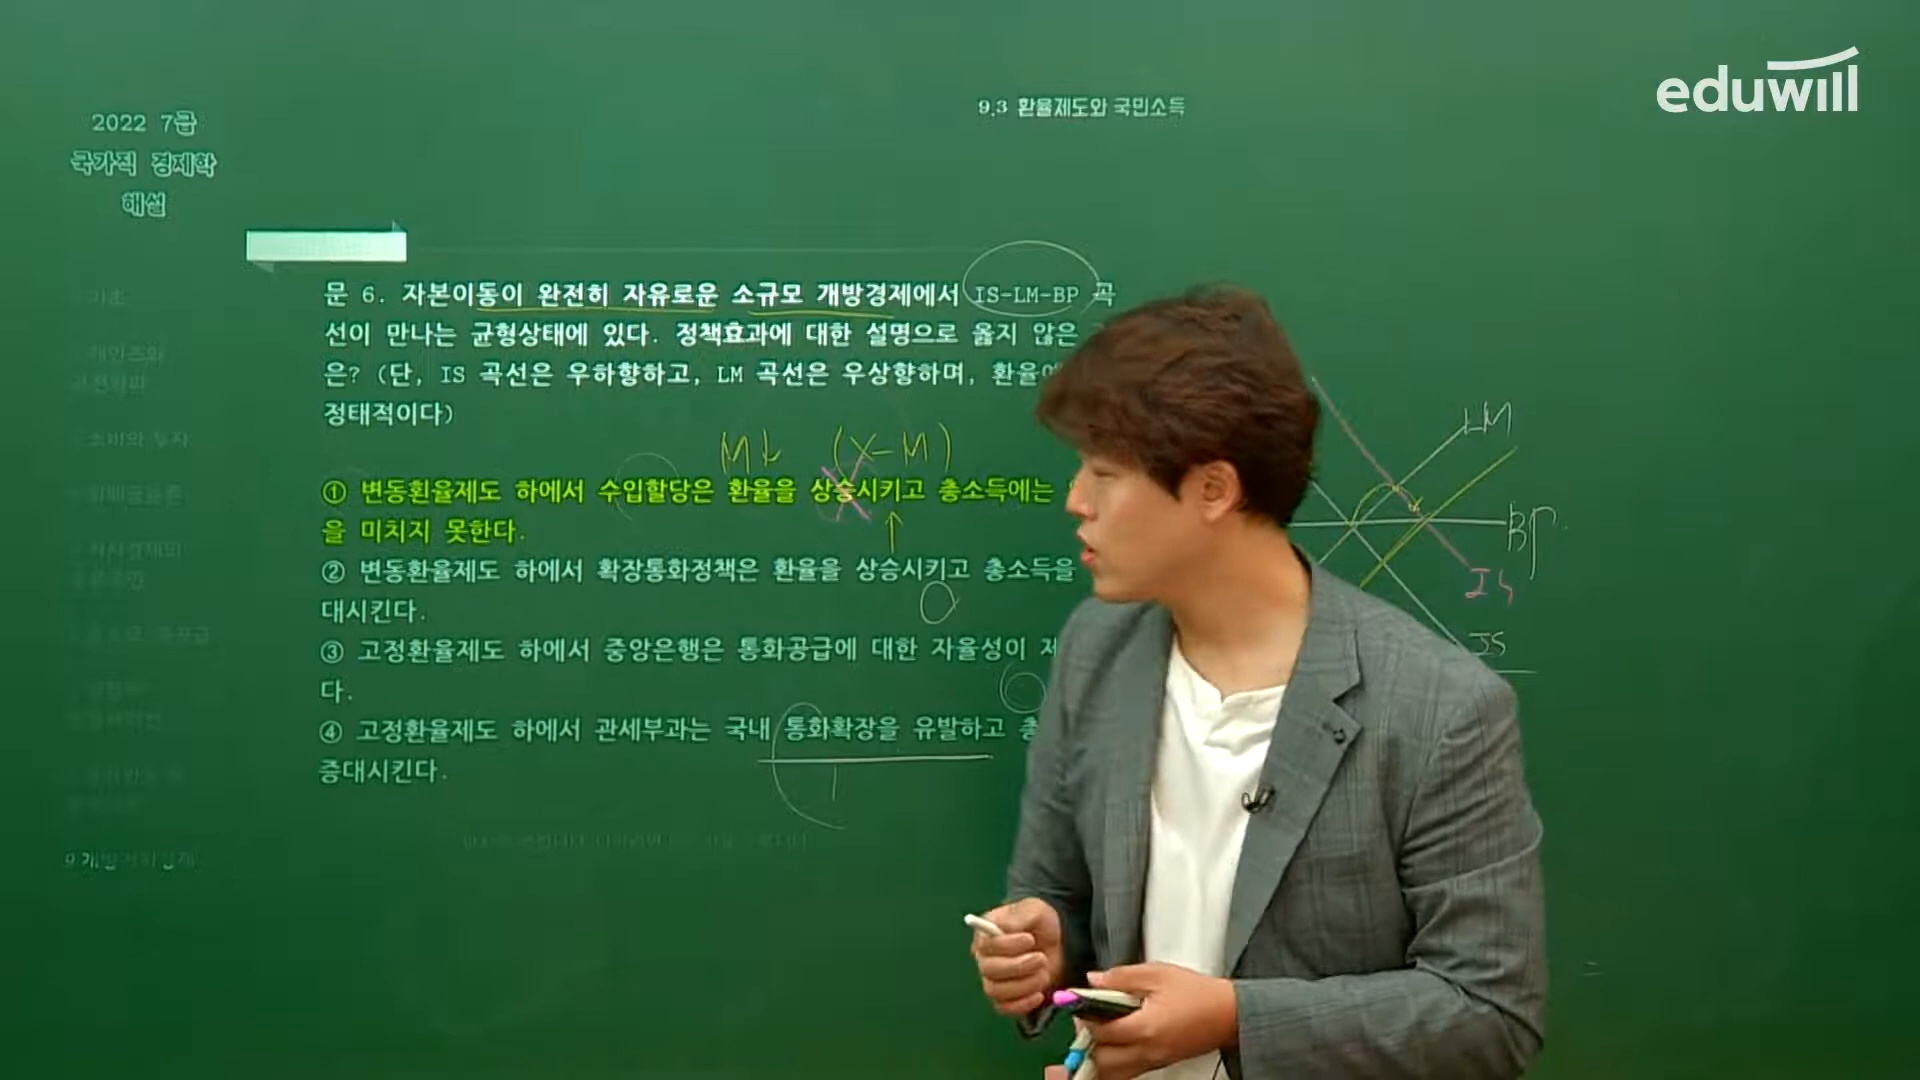 eduwill
9.3 환율제도와 국민소득
2022 7급
국가직 경제학
해설
문 6. 자본이동이 완전히 자유로운 소규모 개방경제에서 IS-LM-BP 곡
선이 만나는 균형상태에 있다. 정책효과에 대한 설명으로 옳지 않은
은? (단, IS 곡선은 우하향하고, LM 곡선은 우상향하며, 환율에
정태적이다)
M↓ (X-M)
① 변동환율제도 하에서 수입할당은 환율을 상승시키고 총소득에는
을 미치지 못한다.
② 변동환율제도 하에서 확장통화정책은 환율을 상승시키고 총소득을
대시킨다.
③ 고정환율제도 하에서 중앙은행은 통화공급에 대한 자율성이 제
다.
④ 고정환율제도 하에서 관세부과는 국내 통화확장을 유발하고 총
증대시킨다.
LM
BP
IS
IS